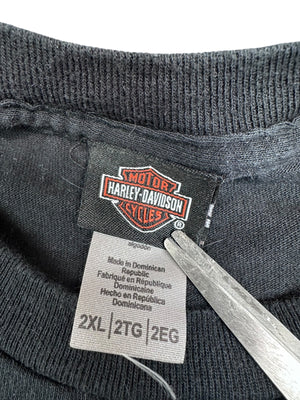 MOTOR
HARLEY-DAVIDSON
CYCLES
®
algodón
Made in Dominican
Republic
Fabriqué en République
Dominicaine
Hecho en República
Dominicana
2XL|2TG|2EG